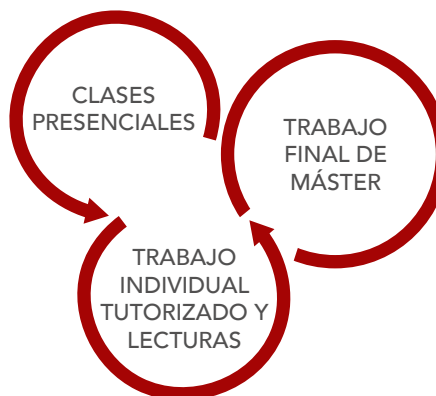 CLASES
PRESENCIALES
TRABAJO
FINAL DE
MÁSTER
TRABAJO
INDIVIDUAL
TUTORIZADO Y
LECTURAS